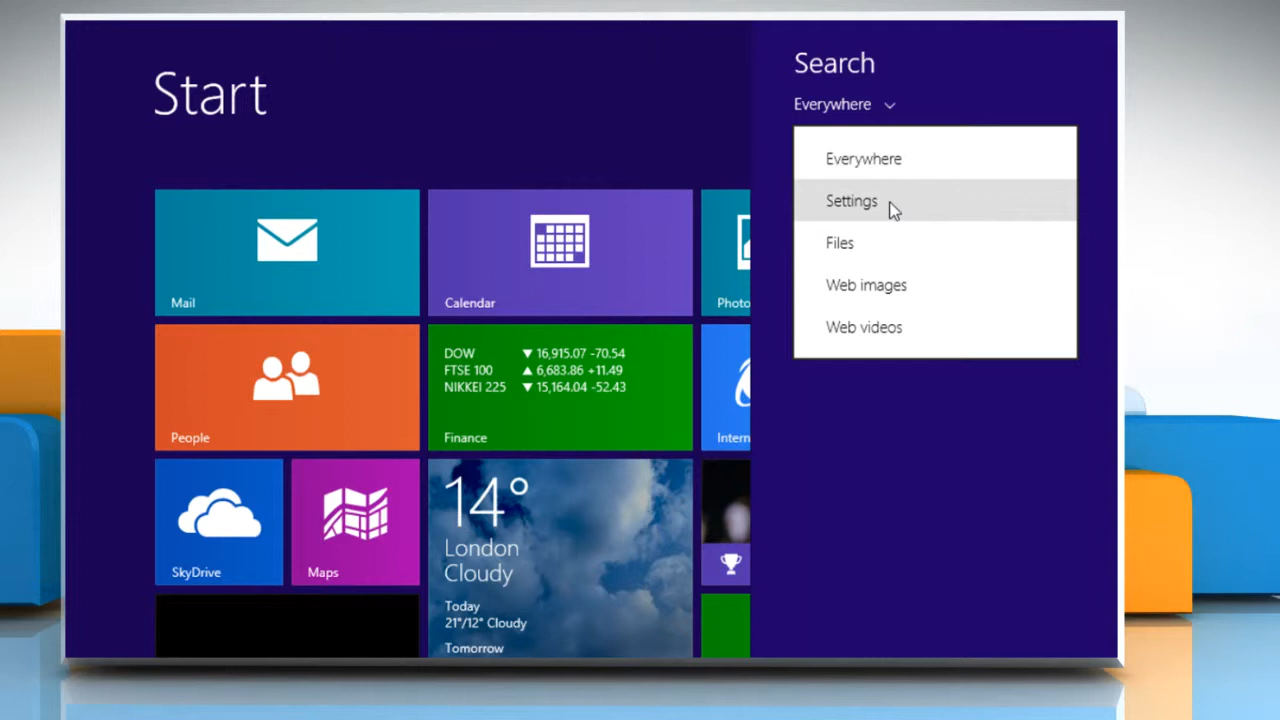 Start
Search
Everywhere
Everywhere
Settings
Files
Web images
Web videos
Mail
Calendar
Photo
People
DOW ▼ 16,915.07 -70.54
FTSE 100 ▲ 6,683.86 +11.49
NIKKEI 225 ▼ 15,164.04 -52.43
Finance
Intern
SkyDrive
Maps
14°
London
Cloudy
Today
21°/12° Cloudy
Tomorrow